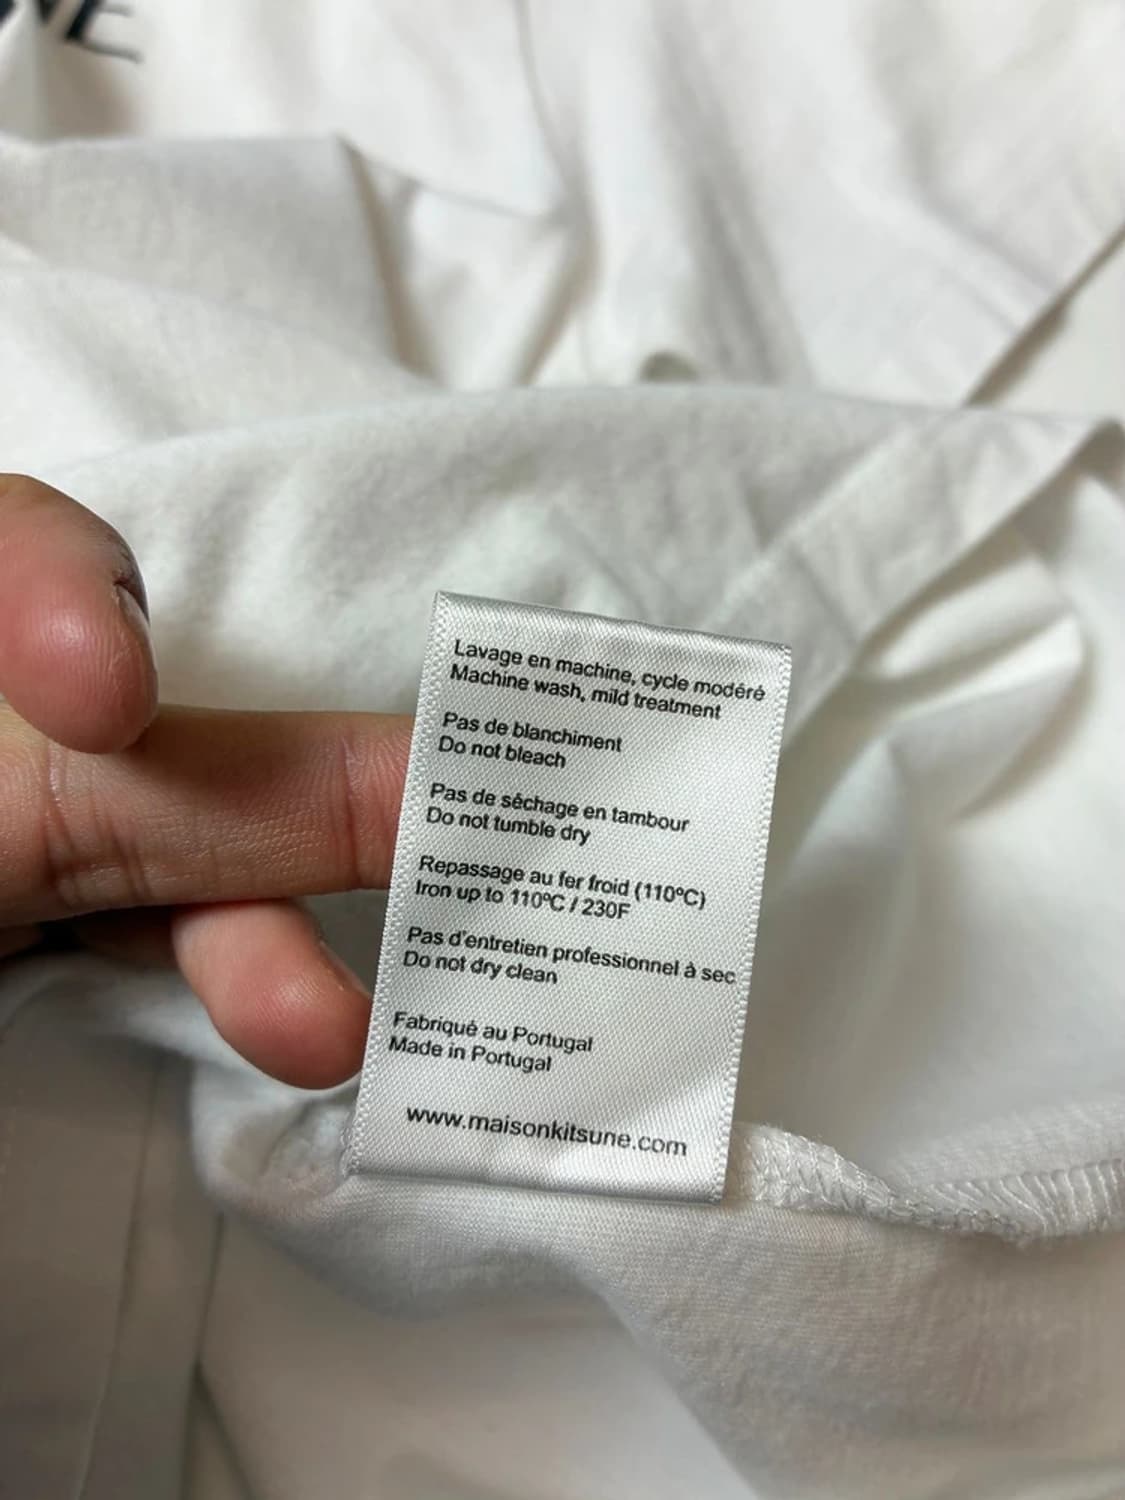 Lavage en machine, cycle modéré
Machine wash, mild treatment
Pas de blanchiment
Do not bleach
Pas de séchage en tambour
Do not tumble dry
Repassage au fer froid (110ºC)
Iron up to 110ºC / 230F
Pas d'entretien professionnel à sec
Do not dry clean
Fabriqué au Portugal
Made in Portugal
www.maisonkitsune.com